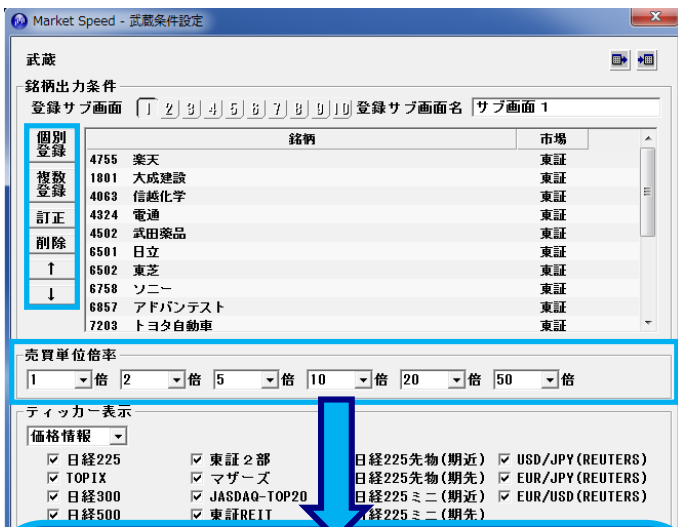 Market Speed - 武蔵条件設定
武蔵
銘柄出力条件
登録サブ画面 1 2 3 4 5 6 7 8 9 10 登録サブ画面名 サブ画面 1
個別登録
複数登録
訂正
削除
↑
↓
銘柄 市場
4755 楽天 東証
1801 大成建設 東証
4063 信越化学 東証
4324 電通 東証
4502 武田薬品 東証
6501 日立 東証
6502 東芝 東証
6758 ソニー 東証
6857 アドバンテスト 東証
7203 トヨタ自動車 東証
売買単位倍率
1 倍 2 倍 5 倍 10 倍 20 倍 50 倍
ティッカー表示
価格情報
日経225 東証2部 日経225先物(期近) USD/JPY(REUTERS)
TOPIX マザーズ 日経225先物(期先) EUR/JPY(REUTERS)
日経300 JASDAQ-TOP20 日経225ミニ(期近) EUR/USD(REUTERS)
日経500 東証REIT 日経225ミニ(期先)